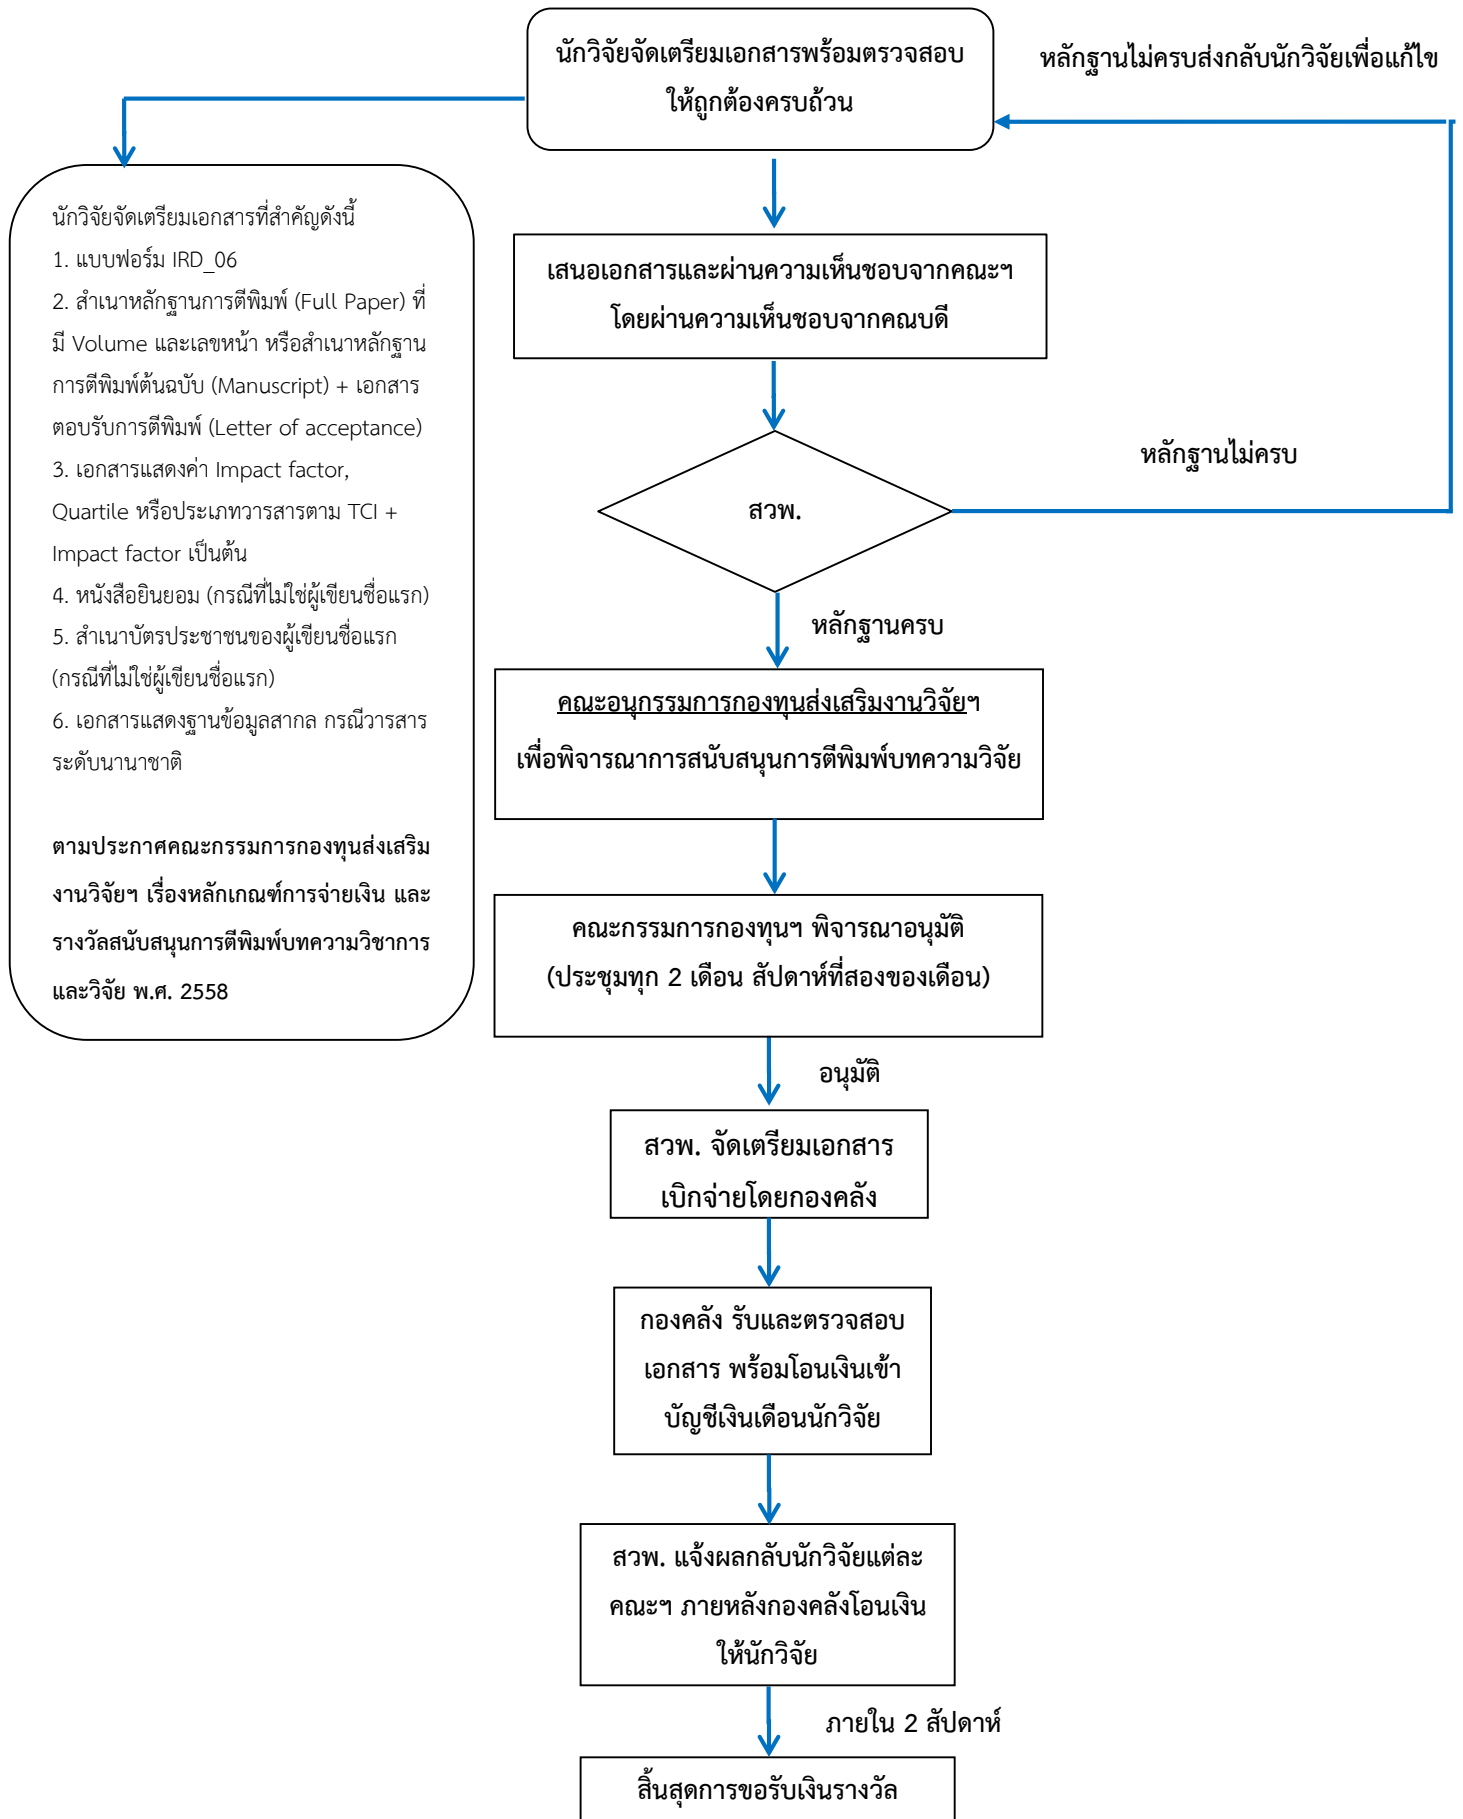 นักวิจัยจัดเตรียมเอกสารพร้อมตรวจสอบ
ให้ถูกต้องครบถ้วน
หลักฐานไม่ครบส่งกลับนักวิจัยเพื่อแก้ไข
นักวิจัยจัดเตรียมเอกสารที่สำคัญดังนี้
1. แบบฟอร์ม IRD_06
2. สำเนาหลักฐานการตีพิมพ์ (Full Paper) ที่
มี Volume และเลขหน้า หรือสำเนาหลักฐาน
การตีพิมพ์ต้นฉบับ (Manuscript) + เอกสาร
ตอบรับการตีพิมพ์ (Letter of acceptance)
3. เอกสารแสดงค่า Impact factor,
Quartile หรือประเภทวารสารตาม TCI +
Impact factor เป็นต้น
4. หนังสือยินยอม (กรณีที่ไม่ใช่ผู้เขียนชื่อแรก)
5. สำเนาบัตรประชาชนของผู้เขียนชื่อแรก
(กรณีที่ไม่ใช่ผู้เขียนชื่อแรก)
6. เอกสารแสดงฐานข้อมูลสากล กรณีวารสาร
ระดับนานาชาติ
ตามประกาศคณะกรรมการกองทุนส่งเสริม
งานวิจัยฯ เรื่องหลักเกณฑ์การจ่ายเงิน และ
รางวัลสนับสนุนการตีพิมพ์บทความวิชาการ
และวิจัย พ.ศ. 2558
เสนอเอกสารและผ่านความเห็นชอบจากคณะฯ
โดยผ่านความเห็นชอบจากคณบดี
สวพ.
หลักฐานไม่ครบ
หลักฐานครบ
คณะอนุกรรมการกองทุนส่งเสริมงานวิจัยฯ
เพื่อพิจารณาการสนับสนุนการตีพิมพ์บทความวิจัย
คณะกรรมการกองทุนฯ พิจารณาอนุมัติ
(ประชุมทุก 2 เดือน สัปดาห์ที่สองของเดือน)
อนุมัติ
สวพ. จัดเตรียมเอกสาร
เบิกจ่ายโดยกองคลัง
กองคลัง รับและตรวจสอบ
เอกสาร พร้อมโอนเงินเข้า
บัญชีเงินเดือนนักวิจัย
สวพ. แจ้งผลกลับนักวิจัยแต่ละ
คณะฯ ภายหลังกองคลังโอนเงิน
ให้นักวิจัย
ภายใน 2 สัปดาห์
สิ้นสุดการขอรับเงินรางวัล